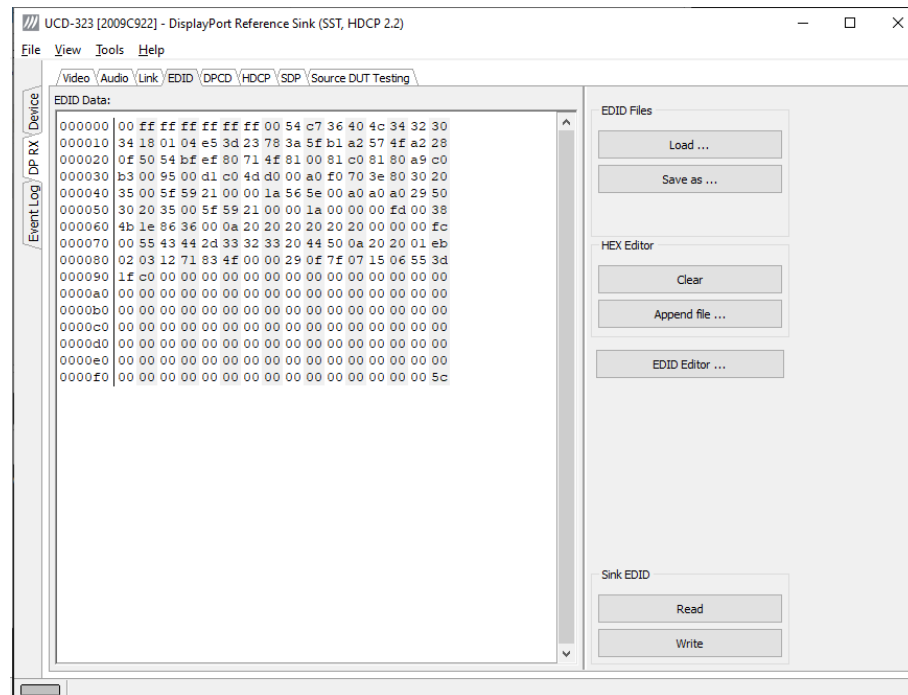 UCD-323 [2009C922] - DisplayPort Reference Sink (SST, HDCP 2.2)
File View Tools Help
Device
DP RX
Event Log
Video Audio Link EDID DPCD HDCP SDP Source DUT Testing
EDID Data:
000000 00 ff ff ff ff ff ff 00 54 c7 36 40 4c 34 32 30
000010 34 18 01 04 e5 3d 23 78 3a 5f b1 a2 57 4f a2 28
000020 0f 50 54 bf ef 80 71 4f 81 00 81 c0 81 80 a9 c0
000030 b3 00 95 00 d1 c0 4d d0 00 a0 f0 70 3e 80 30 20
000040 35 00 5f 59 21 00 00 1a 56 5e 00 a0 a0 a0 29 50
000050 30 20 35 00 5f 59 21 00 00 1a 00 00 00 fd 00 38
000060 4b 1e 86 36 00 0a 20 20 20 20 20 20 00 00 00 fc
000070 00 55 43 44 2d 33 32 33 20 44 50 0a 20 20 01 eb
000080 02 03 12 71 83 4f 00 00 29 0f 7f 07 15 06 55 3d
000090 1f c0 00 00 00 00 00 00 00 00 00 00 00 00 00 00
0000a0 00 00 00 00 00 00 00 00 00 00 00 00 00 00 00 00
0000b0 00 00 00 00 00 00 00 00 00 00 00 00 00 00 00 00
0000c0 00 00 00 00 00 00 00 00 00 00 00 00 00 00 00 00
0000d0 00 00 00 00 00 00 00 00 00 00 00 00 00 00 00 00
0000e0 00 00 00 00 00 00 00 00 00 00 00 00 00 00 00 00
0000f0 00 00 00 00 00 00 00 00 00 00 00 00 00 00 00 5c
EDID Files
Load ...
Save as ...
HEX Editor
Clear
Append file ...
EDID Editor ...
Sink EDID
Read
Write